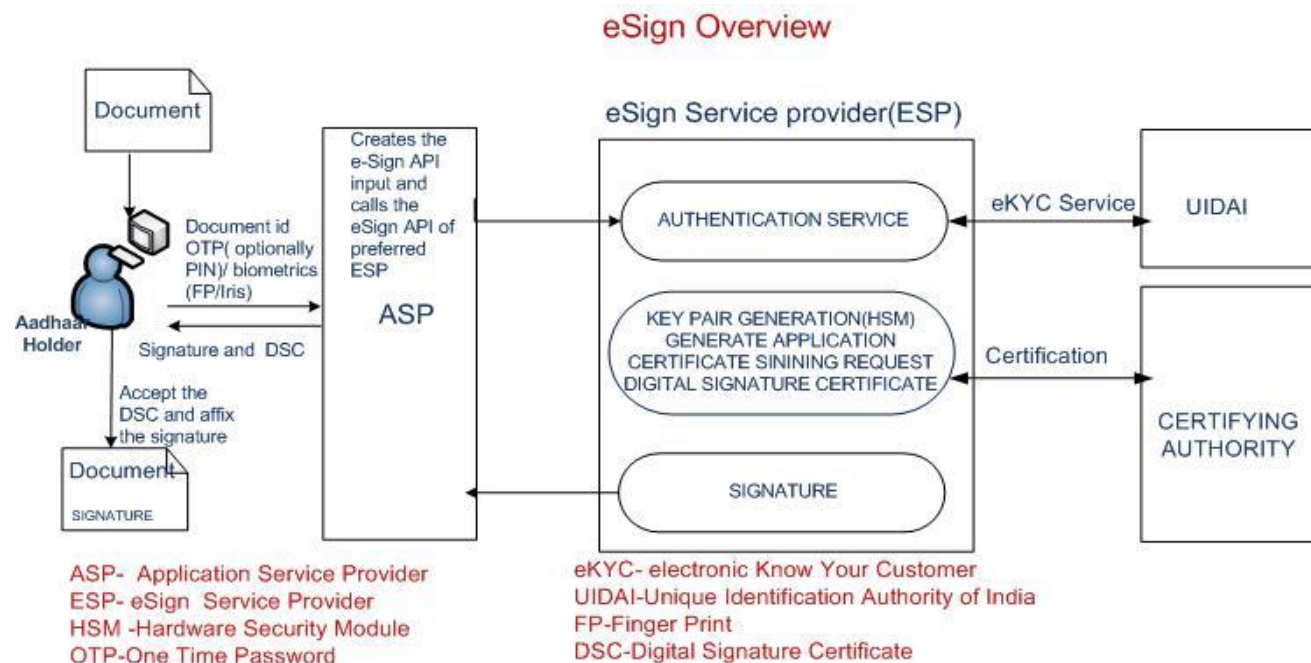 eSign Overview
Document
Document id
OTP( optionally
PIN)/ biometrics
(FP/Iris)
Aadhaar
Holder
Signature and DSC
Accept the
DSC and affix
the signature
Document
SIGNATURE
Creates the
e-Sign API
input and
calls the
eSign API of
preferred
ESP
ASP
eSign Service provider(ESP)
AUTHENTICATION SERVICE
KEY PAIR GENERATION(HSM)
GENERATE APPLICATION
CERTIFICATE SINING REQUEST
DIGITAL SIGNATURE CERTIFICATE
SIGNATURE
eKYC Service
UIDAI
Certification
CERTIFYING
AUTHORITY
ASP- Application Service Provider
ESP- eSign Service Provider
HSM -Hardware Security Module
OTP-One Time Password
eKYC- electronic Know Your Customer
UIDAI-Unique Identification Authority of India
FP-Finger Print
DSC-Digital Signature Certificate